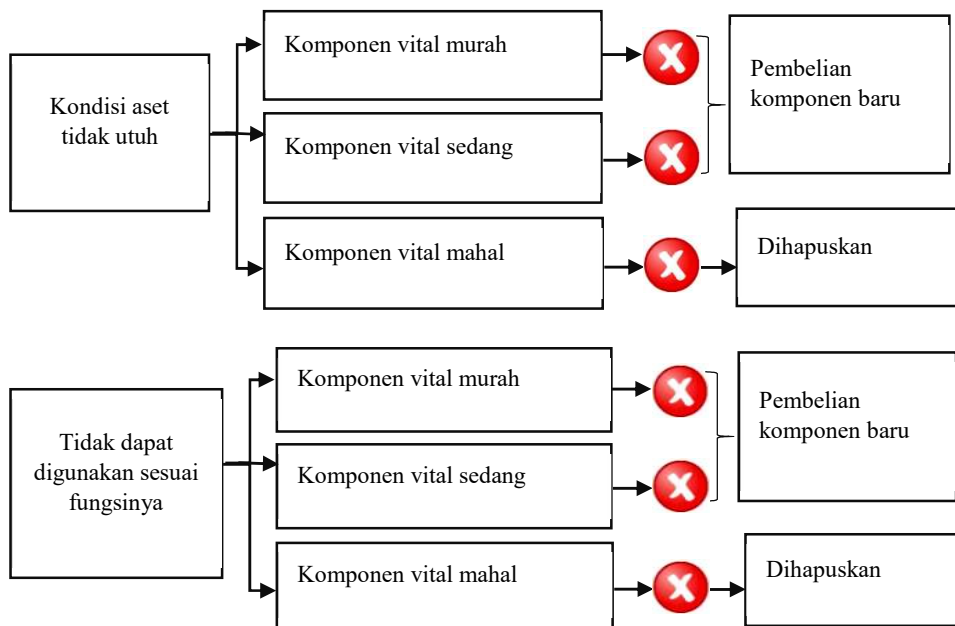 Kondisi aset
tidak utuh
Komponen vital murah
Komponen vital sedang
Komponen vital mahal
Pembelian
komponen baru
Dihapuskan
Tidak dapat
digunakan sesuai
fungsinya
Komponen vital murah
Komponen vital sedang
Komponen vital mahal
Pembelian
komponen baru
Dihapuskan